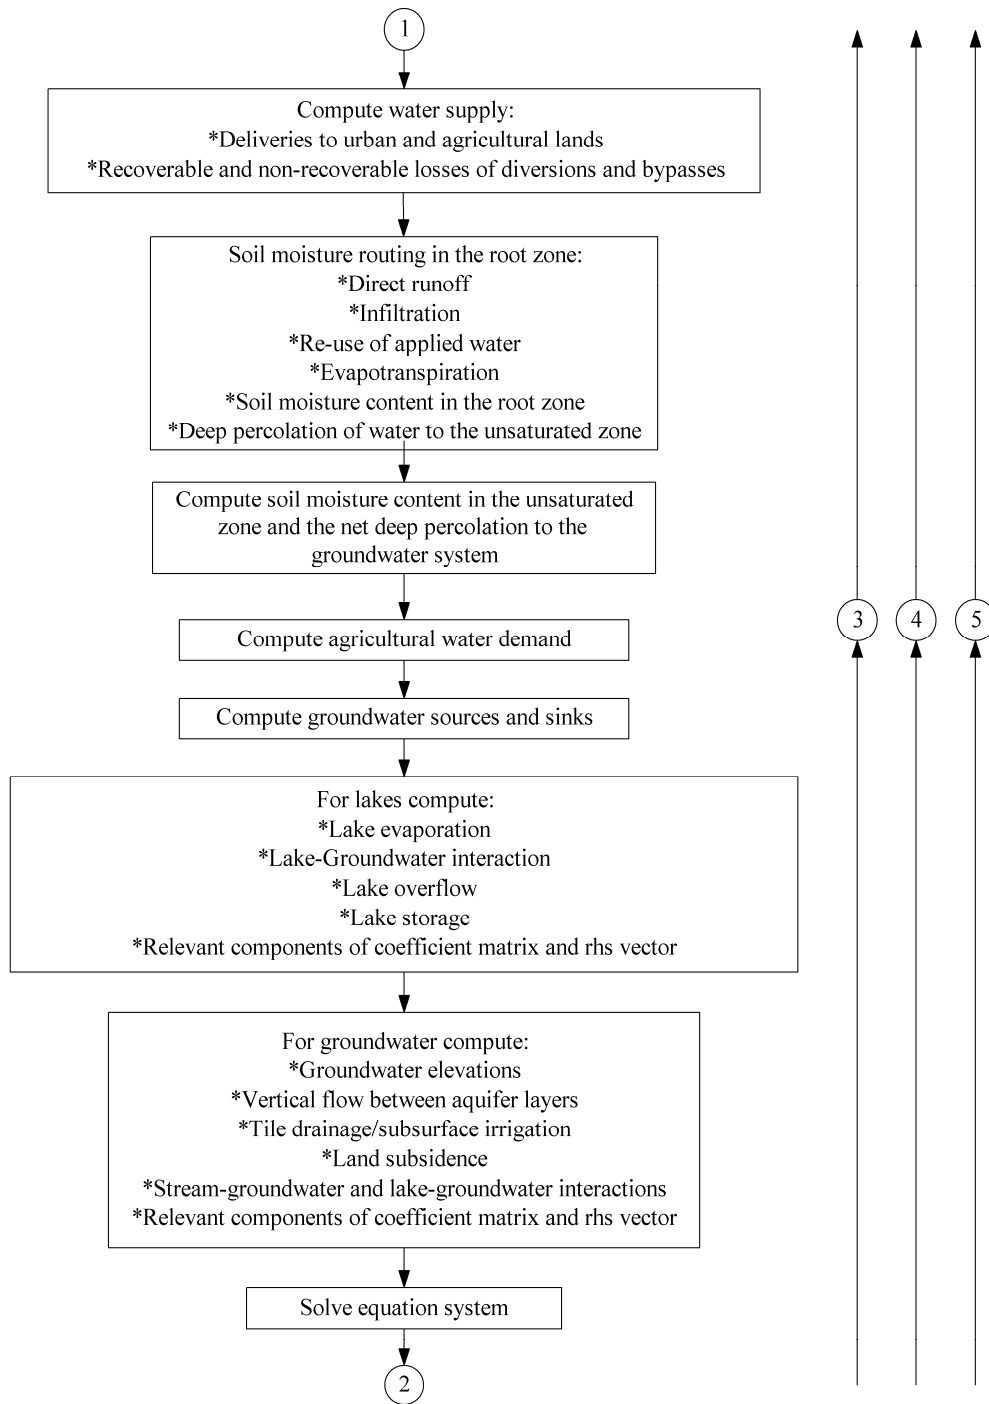 1
Compute water supply:
*Deliveries to urban and agricultural lands
*Recoverable and non-recoverable losses of diversions and bypasses
Soil moisture routing in the root zone:
*Direct runoff
*Infiltration
*Re-use of applied water
*Evapotranspiration
*Soil moisture content in the root zone
*Deep percolation of water to the unsaturated zone
Compute soil moisture content in the unsaturated
zone and the net deep percolation to the
groundwater system
Compute agricultural water demand
Compute groundwater sources and sinks
For lakes compute:
*Lake evaporation
*Lake-Groundwater interaction
*Lake overflow
*Lake storage
*Relevant components of coefficient matrix and rhs vector
For groundwater compute:
*Groundwater elevations
*Vertical flow between aquifer layers
*Tile drainage/subsurface irrigation
*Land subsidence
*Stream-groundwater and lake-groundwater interactions
*Relevant components of coefficient matrix and rhs vector
Solve equation system
2
3
4
5